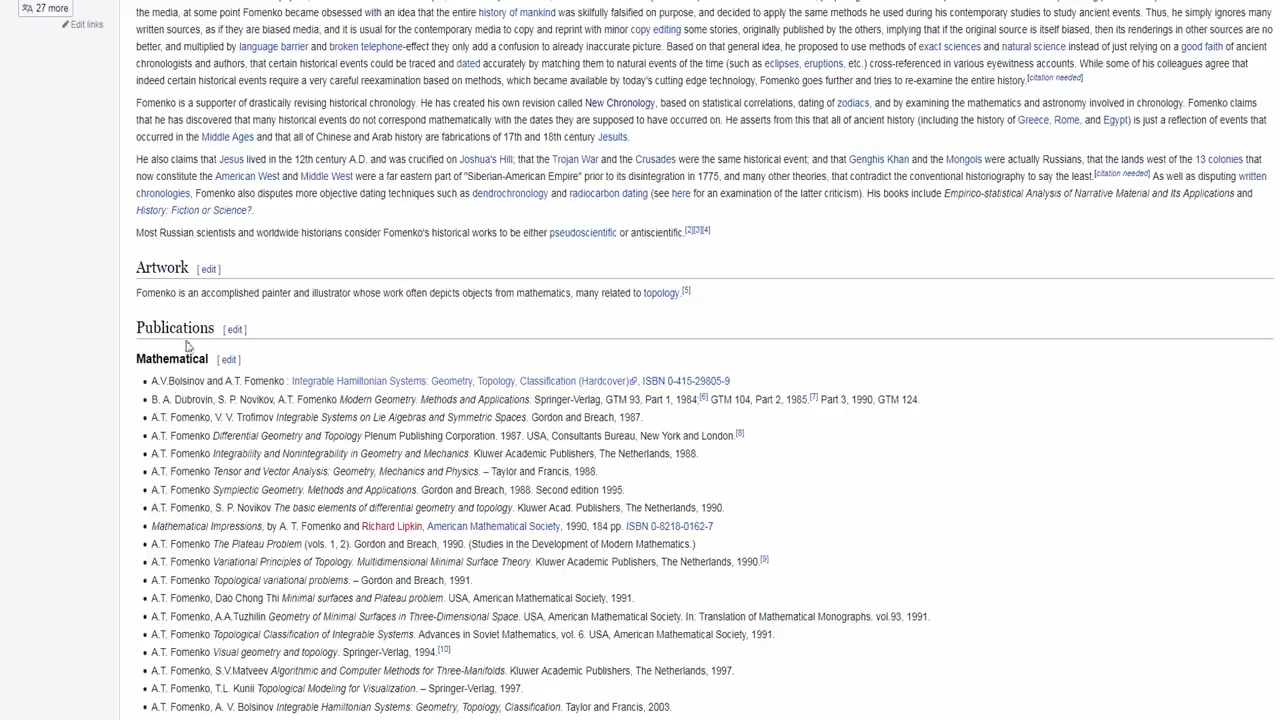 27 more
Edit links
the media, at some point Fomenko became obsessed with an idea that the entire history of mankind was skilfully falsified on purpose, and decided to apply the same methods he used during his contemporary studies to study ancient events. Thus, he simply ignores many
written sources, as if they are biased media, and it is usual for the contemporary media to copy and reprint with minor copy editing some stories, originally published by the others, implying that if the original source is itself biased, then its renderings in other sources are no
better, and multiplied by language barrier and broken telephone-effect they only add a confusion to already inaccurate picture. Based on that general idea, he proposed to use methods of exact sciences and natural science instead of just relying on a good faith of ancient
chronologists and authors, that certain historical events could be traced and dated accurately by matching them to natural events of the time (such as eclipses, eruptions, etc.) cross-referenced in various eyewitness accounts. While some of his colleagues agree that
indeed certain historical events require a very careful reexamination based on methods, which became available by today's cutting edge technology, Fomenko goes further and tries to re-examine the entire history.[citation needed]
Fomenko is a supporter of drastically revising historical chronology. He has created his own revision called New Chronology, based on statistical correlations, dating of zodiacs, and by examining the mathematics and astronomy involved in chronology. Fomenko claims
that he has discovered that many historical events do not correspond mathematically with the dates they are supposed to have occurred on. He asserts from this that all of ancient history (including the history of Greece, Rome, and Egypt) is just a reflection of events that
occurred in the Middle Ages and that all of Chinese and Arab history are fabrications of 17th and 18th century Jesuits.
He also claims that Jesus lived in the 12th century A.D. and was crucified on Joshua's Hill; that the Trojan War and the Crusades were the same historical event; and that Genghis Khan and the Mongols were actually Russians, that the lands west of the 13 colonies that
now constitute the American West and Middle West were a far eastern part of "Siberian-American Empire" prior to its disintegration in 1775, and many other theories, that contradict the conventional historiography to say the least.[citation needed] As well as disputing written
chronologies, Fomenko also disputes more objective dating techniques such as dendrochronology and radiocarbon dating (see here for an examination of the latter criticism). His books include Empirico-statistical Analysis of Narrative Material and Its Applications and
History: Fiction or Science?.
Most Russian scientists and worldwide historians consider Fomenko's historical works to be either pseudoscientific or antiscientific.[2][3][4]
Artwork [ edit ]
Fomenko is an accomplished painter and illustrator whose work often depicts objects from mathematics, many related to topology.[5]
Publications [ edit ]
Mathematical [ edit ]
• A.V.Bolsinov and A.T. Fomenko : Integrable Hamiltonian Systems: Geometry, Topology, Classification (Hardcover), ISBN 0-415-29805-9
• B. A. Dubrovin, S. P. Novikov, A.T. Fomenko Modern Geometry. Methods and Applications. Springer-Verlag, GTM 93, Part 1, 1984;[6] GTM 104, Part 2, 1985.[7] Part 3, 1990, GTM 124.
• A.T. Fomenko, V. V. Trofimov Integrable Systems on Lie Algebras and Symmetric Spaces. Gordon and Breach, 1987.
• A.T. Fomenko Differential Geometry and Topology Plenum Publishing Corporation. 1987. USA, Consultants Bureau, New York and London.[8]
• A.T. Fomenko Integrability and Nonintegrability in Geometry and Mechanics. Kluwer Academic Publishers, The Netherlands, 1988.
• A.T. Fomenko Tensor and Vector Analysis: Geometry, Mechanics and Physics. – Taylor and Francis, 1988.
• A.T. Fomenko Symplectic Geometry. Methods and Applications. Gordon and Breach, 1988. Second edition 1995.
• A.T. Fomenko, S. P. Novikov The basic elements of differential geometry and topology. Kluwer Acad. Publishers, The Netherlands, 1990.
• Mathematical Impressions, by A. T. Fomenko and Richard Lipkin, American Mathematical Society, 1990, 184 pp. ISBN 0-8218-0162-7
• A.T. Fomenko The Plateau Problem (vols. 1, 2). Gordon and Breach, 1990. (Studies in the Development of Modern Mathematics.)
• A.T. Fomenko Variational Principles of Topology. Multidimensional Minimal Surface Theory. Kluwer Academic Publishers, The Netherlands, 1990.[9]
• A.T. Fomenko Topological variational problems. – Gordon and Breach, 1991.
• A.T. Fomenko, Dao Chong Thi Minimal surfaces and Plateau problem. USA, American Mathematical Society, 1991.
• A.T. Fomenko, A.A.Tuzhilin Geometry of Minimal Surfaces in Three-Dimensional Space. USA, American Mathematical Society. In: Translation of Mathematical Monographs. vol.93, 1991.
• A.T. Fomenko Topological Classification of Integrable Systems. Advances in Soviet Mathematics, vol. 6. USA, American Mathematical Society, 1991.
• A.T. Fomenko Visual geometry and topology. Springer-Verlag, 1994.[10]
• A.T. Fomenko, S.V.Matveev Algorithmic and Computer Methods for Three-Manifolds. Kluwer Academic Publishers, The Netherlands, 1997.
• A.T. Fomenko, T.L. Kunii Topological Modeling for Visualization. – Springer-Verlag, 1997.
• A.T. Fomenko, A. V. Bolsinov Integrable Hamiltonian Systems: Geometry, Topology, Classification. Taylor and Francis, 2003.